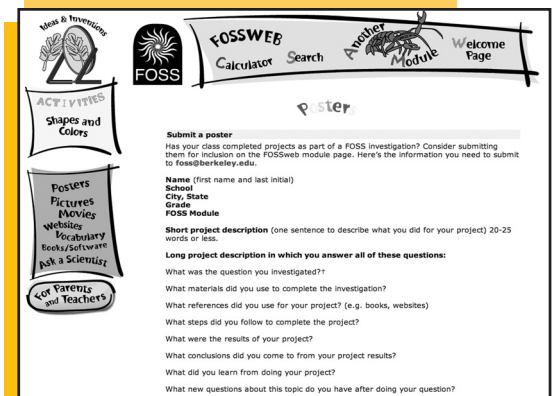 Ideas & Inventions
FOSS
FOSSWEB
Calculator
Search
Another
Module
Welcome
Page
ACTIVITIES
Shapes and
Colors
Posters
Pictures
Movies
Websites
Vocabulary
Books/Software
Ask a Scientist
For Parents
and Teachers
Poster
Submit a poster
Has your class completed projects as part of a FOSS investigation? Consider submitting
them for inclusion on the FOSSweb module page. Here's the information you need to submit
to foss@berkeley.edu.
Name (first name and last initial)
School
City, State
Grade
FOSS Module
Short project description (one sentence to describe what you did for your project) 20-25
words or less.
Long project description in which you answer all of these questions:
What was the question you investigated?†
What materials did you use to complete the investigation?
What references did you use for your project? (e.g. books, websites)
What steps did you follow to complete the project?
What were the results of your project?
What conclusions did you come to from your project results?
What did you learn from doing your project?
What new questions about this topic do you have after doing your question?